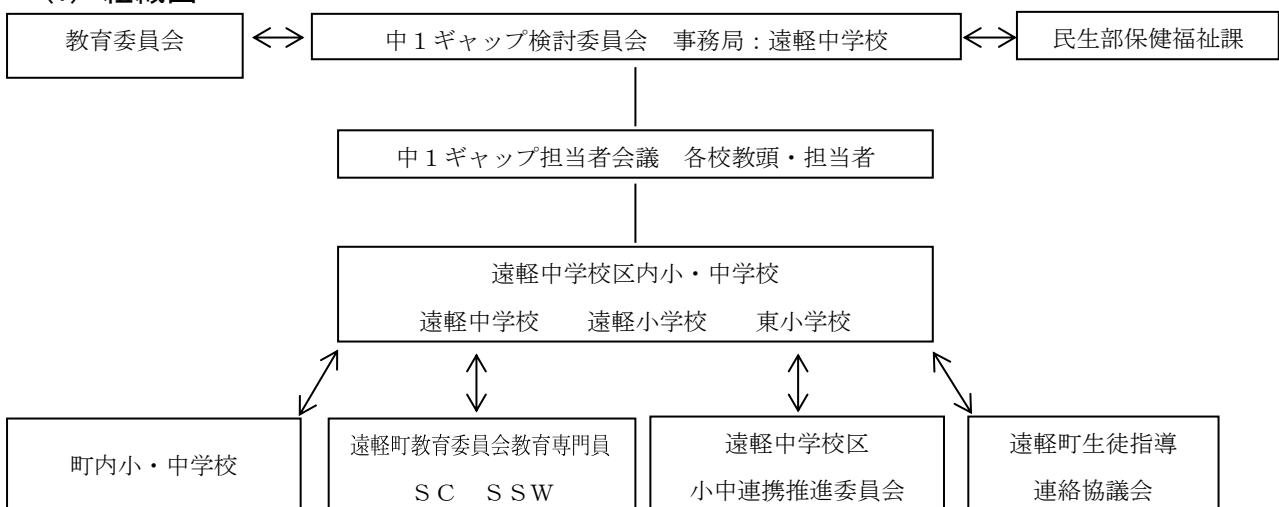 教育委員会
中１ギャップ検討委員会　事務局：遠軽中学校
民生部保健福祉課
中１ギャップ担当者会議　各校教頭・担当者
遠軽中学校区内小・中学校
遠軽中学校　　遠軽小学校　　東小学校
町内小・中学校
遠軽町教育委員会教育専門員
ＳＣ　ＳＳＷ
遠軽中学校区
小中連携推進委員会
遠軽町生徒指導
連絡協議会